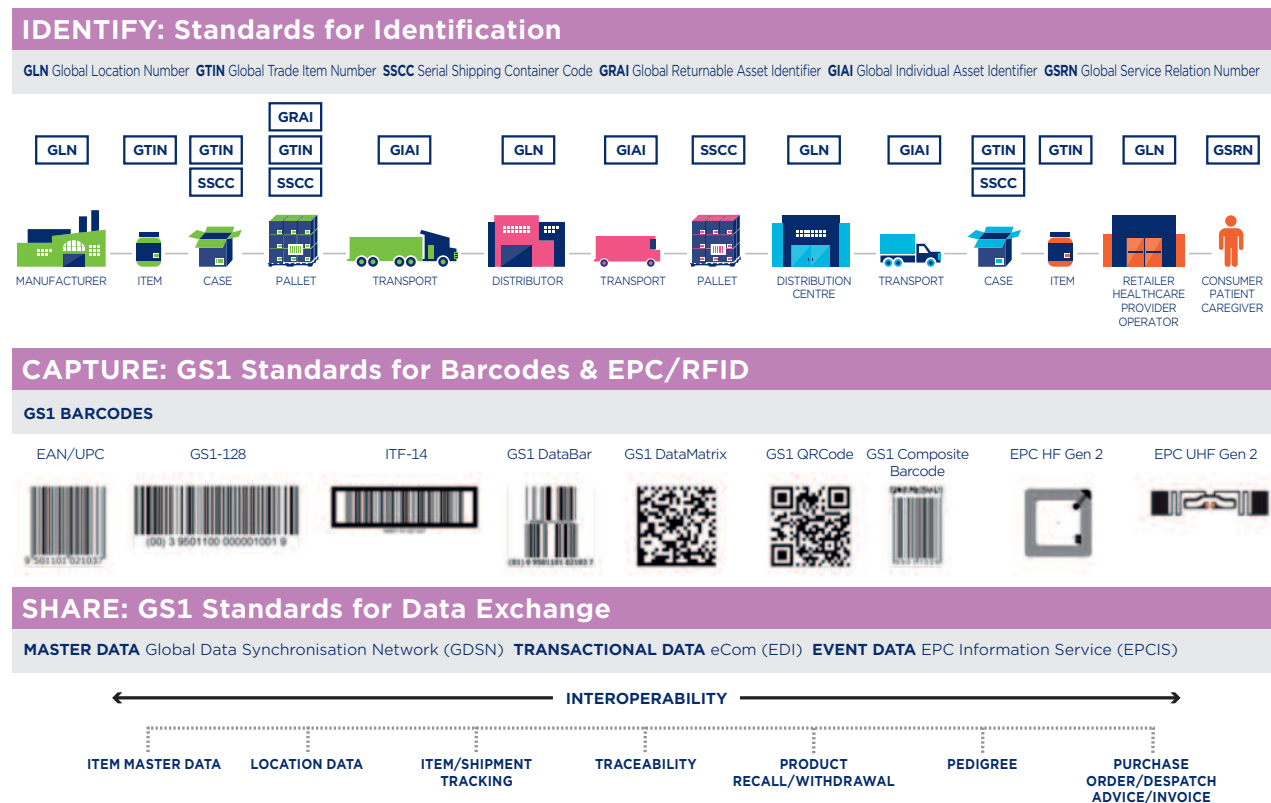 IDENTIFY: Standards for Identification
GLN Global Location Number GTIN Global Trade Item Number SSCC Serial Shipping Container Code GRAI Global Returnable Asset Identifier GIAI Global Individual Asset Identifier GSRN Global Service Relation Number
GRAI
GLN GTIN GTIN GTIN GIAI GLN GIAI SSCC GLN GIAI GTIN GTIN GLN GSRN
SSCC SSCC SSCC
MANUFACTURER ITEM CASE PALLET TRANSPORT DISTRIBUTOR TRANSPORT PALLET DISTRIBUTION TRANSPORT CASE ITEM RETAILER CONSUMER
CENTRE HEALTHCARE PATIENT
PROVIDER CAREGIVER
OPERATOR
CAPTURE: GS1 Standards for Barcodes & EPC/RFID
GS1 BARCODES
EAN/UPC GS1-128 ITF-14 GS1 DataBar GS1 DataMatrix GS1 QRCode GS1 Composite EPC HF Gen 2 EPC UHF Gen 2
Barcode
(00) 3 9501100 000001001 9
9 501101 021037
SHARE: GS1 Standards for Data Exchange
MASTER DATA Global Data Synchronisation Network (GDSN) TRANSACTIONAL DATA eCom (EDI) EVENT DATA EPC Information Service (EPCIS)
INTEROPERABILITY
ITEM MASTER DATA LOCATION DATA ITEM/SHIPMENT TRACEABILITY PRODUCT PEDIGREE PURCHASE
TRACKING RECALL/WITHDRAWAL ORDER/DESPATCH
ADVICE/INVOICE